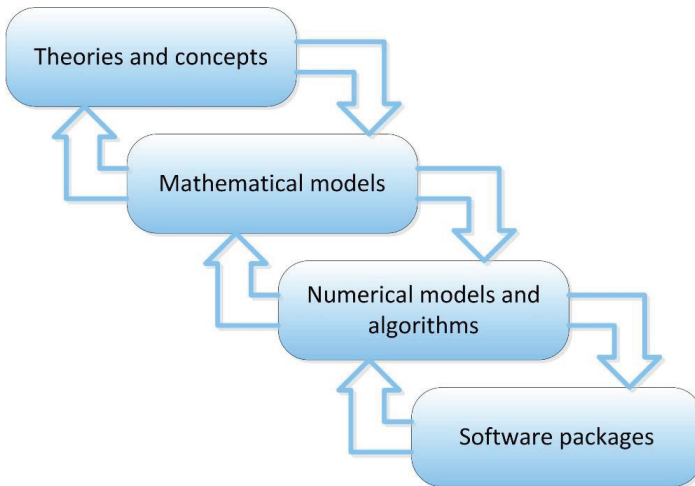 Theories and concepts
Mathematical models
Numerical models and
algorithms
Software packages